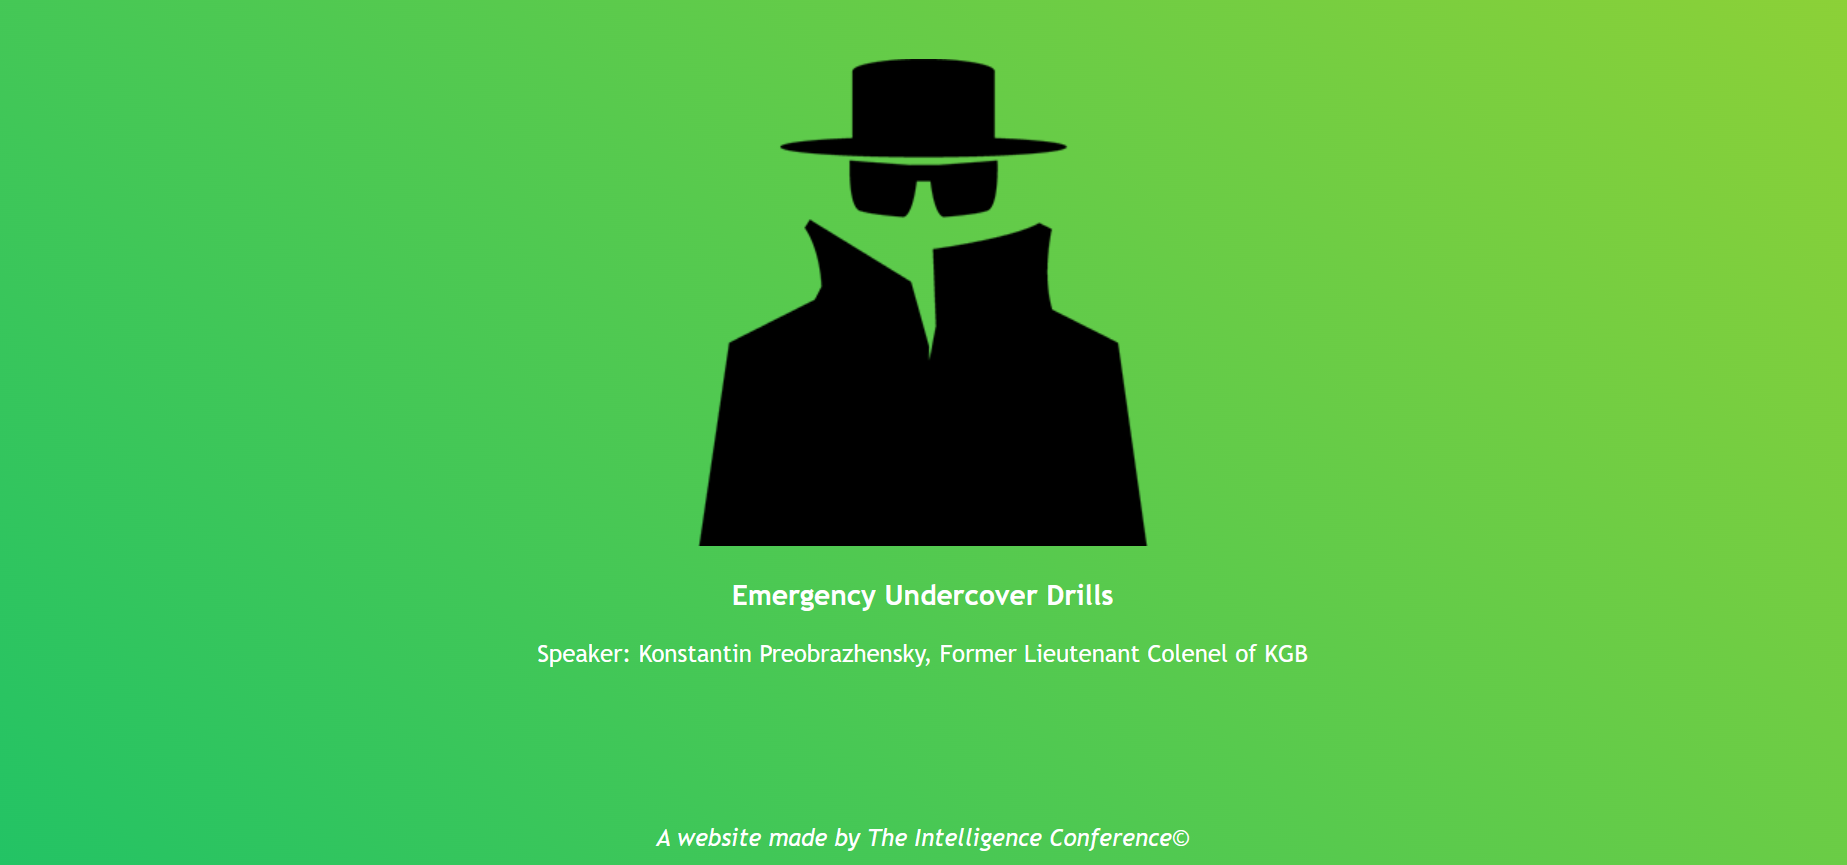 Emergency Undercover Drills
Speaker: Konstantin Preobrazhensky, Former Lieutenant Colenel of KGB
A website made by The Intelligence Conference©